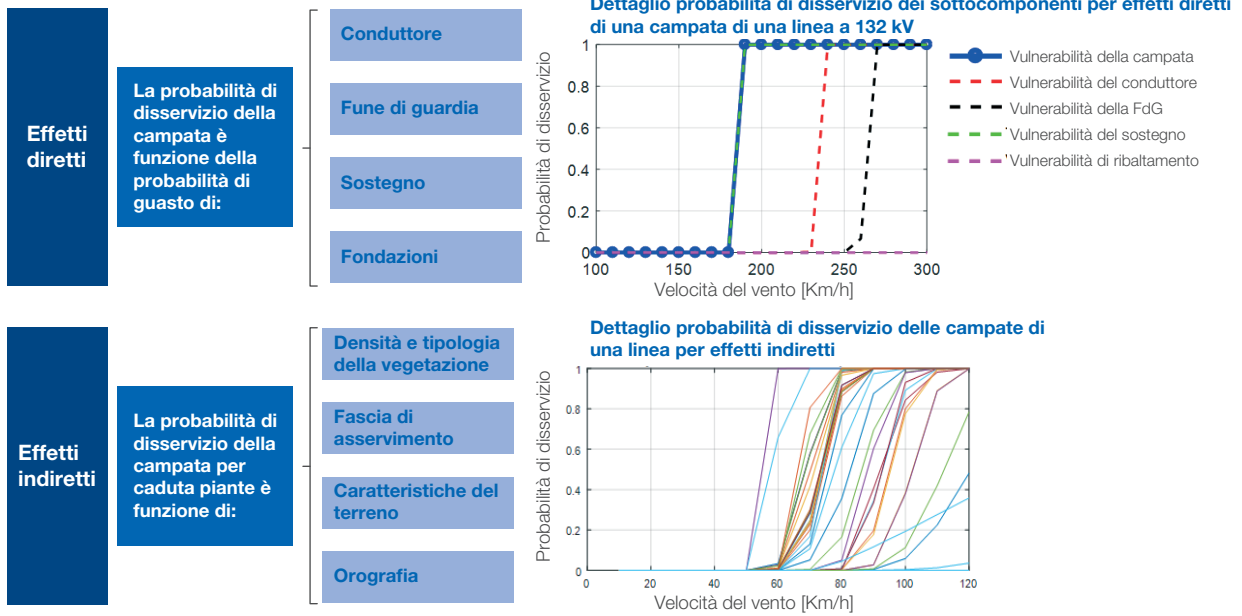 Effetti
diretti
La probabilità di
disservizio della
campata è
funzione della
probabilità di
guasto di:
Conduttore
Fune di guardia
Sostegno
Fondazioni
Dettaglio probabilità di disservizio dei sottocomponenti per effetti diretti
di una campata di una linea a 132 kV
Probabilità di disservizio
1
0.8
0.6
0.4
0.2
0
100
150
200
250
300
Velocità del vento [Km/h]
Vulnerabilità della campata
Vulnerabilità del conduttore
Vulnerabilità della FdG
Vulnerabilità del sostegno
Vulnerabilità di ribaltamento
Effetti
indiretti
La probabilità di
disservizio della
campata per
caduta piante è
funzione di:
Densità e tipologia
della vegetazione
Fascia di
asservimento
Caratteristiche del
terreno
Orografia
Dettaglio probabilità di disservizio delle campate di
una linea per effetti indiretti
Probabilità di disservizio
1
0.8
0.6
0.4
0.2
0
0
20
40
60
80
100
120
Velocità del vento [Km/h]